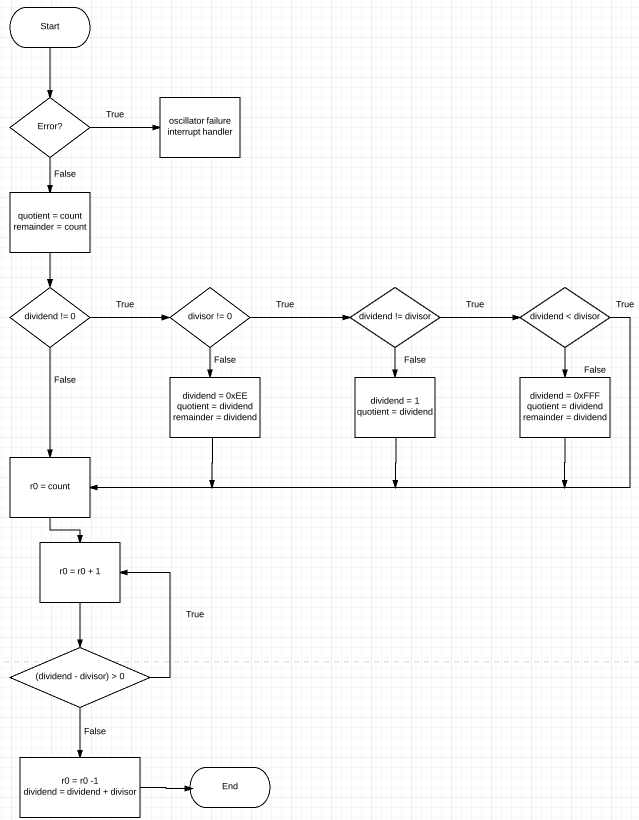 Start
Error?
True
oscillator failure
interrupt handler
False
quotient = count
remainder = count
dividend != 0
True
divisor != 0
True
dividend != divisor
True
dividend < divisor
True
False
False
False
False
dividend = 0xEE
quotient = dividend
remainder = dividend
dividend = 1
quotient = dividend
dividend = 0xFFF
quotient = dividend
remainder = dividend
r0 = count
r0 = r0 + 1
True
(dividend - divisor) > 0
False
r0 = r0 -1
dividend = dividend + divisor
End